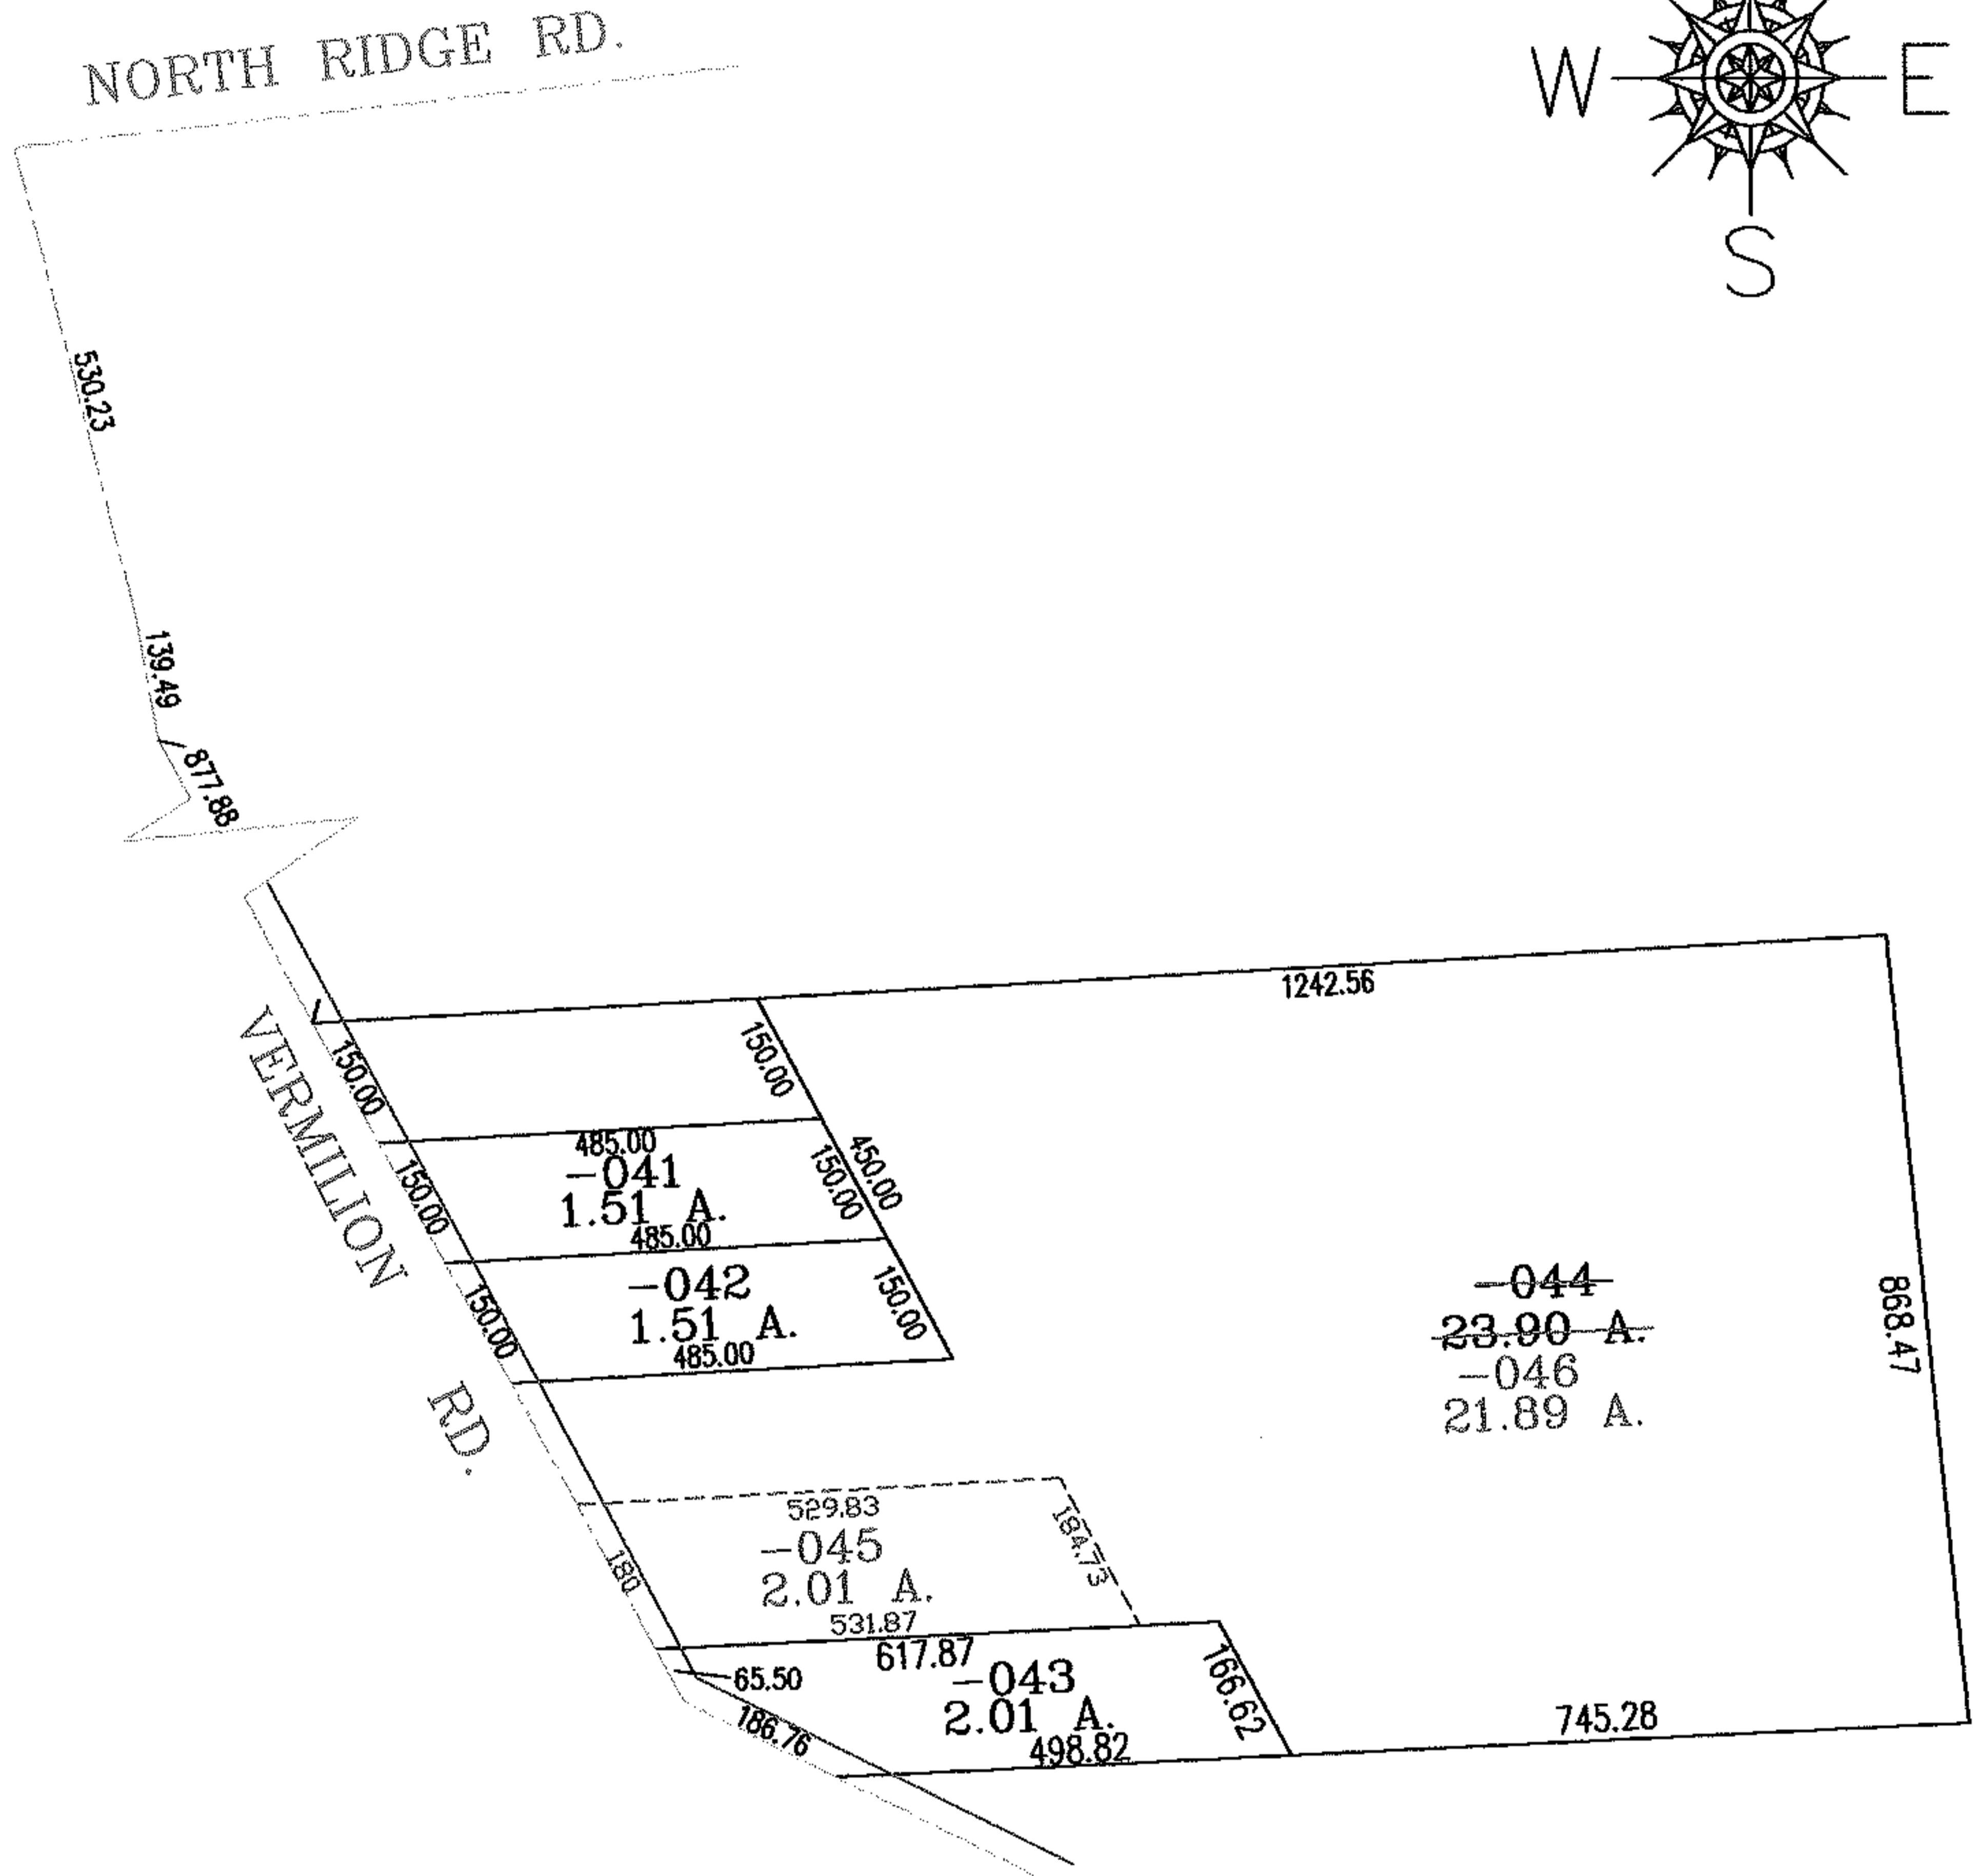 NORTH RIDGE RD.
W
E
S
530.23
139.49
877.88
1242.56
VERMILION RD.
150.00
150.00
485.00
-041
1.51 A.
485.00
150.00
150.00
450.00
-042
1.51 A.
485.00
150.00
150.00
-044
23.90 A.
-046
21.89 A.
868.47
529.83
-045
2.01 A.
531.87
180
184.73
617.87
-043
2.01 A.
498.82
65.50
186.76
166.62
745.28